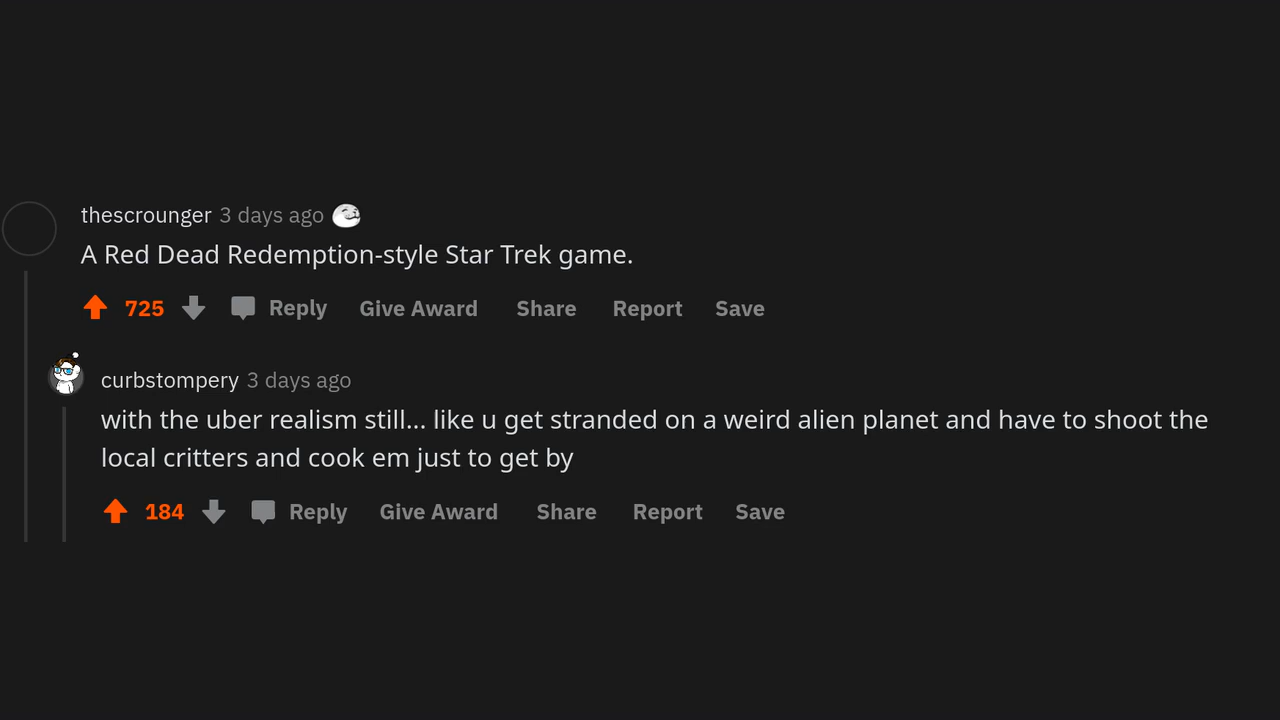 thescrounger 3 days ago
A Red Dead Redemption-style Star Trek game.
725 Reply Give Award Share Report Save
curbstompery 3 days ago
with the uber realism still... like u get stranded on a weird alien planet and have to shoot the
local critters and cook em just to get by
184 Reply Give Award Share Report Save